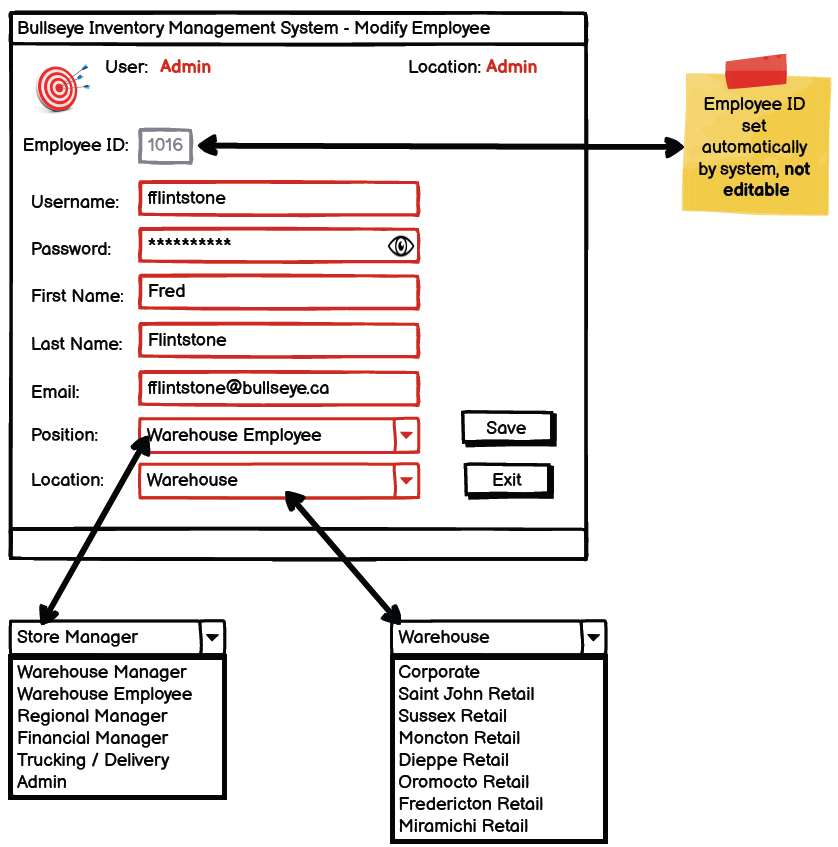 Bullseye Inventory Management System - Modify Employee
User: Admin
Location: Admin
Employee ID: 1016
Employee ID
set
automatically
by system, not
editable
Username: fflintstone
Password: **********
First Name: Fred
Last Name: Flintstone
Email: fflintstone@bullseye.ca
Position: Warehouse Employee
Save
Location: Warehouse
Exit
Store Manager
Warehouse Manager
Warehouse Employee
Regional Manager
Financial Manager
Trucking / Delivery
Admin
Warehouse
Corporate
Saint John Retail
Sussex Retail
Moncton Retail
Dieppe Retail
Oromocto Retail
Fredericton Retail
Miramichi Retail